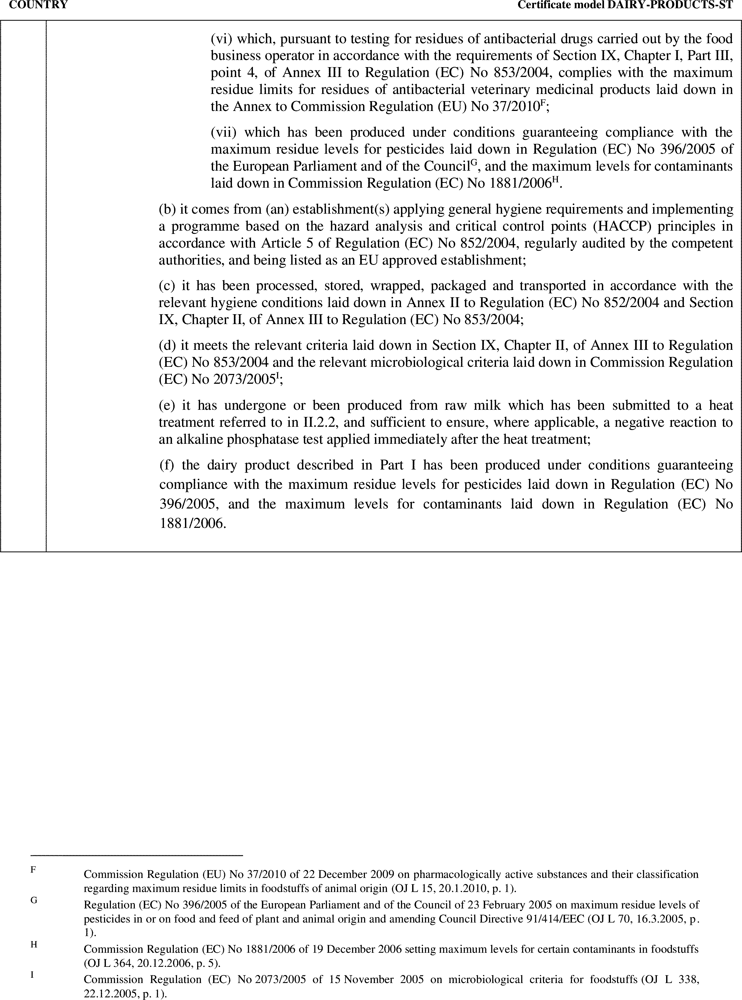 COUNTRY Certificate model DAIRY-PRODUCTS-ST
(vi) which, pursuant to testing for residues of antibacterial drugs carried out by the food
business operator in accordance with the requirements of Section IX, Chapter I, Part III,
point 4, of Annex III to Regulation (EC) No 853/2004, complies with the maximum
residue limits for residues of antibacterial veterinary medicinal products laid down in
the Annex to Commission Regulation (EU) No 37/2010F;
(vii) which has been produced under conditions guaranteeing compliance with the
maximum residue levels for pesticides laid down in Regulation (EC) No 396/2005 of
the European Parliament and of the CouncilG, and the maximum levels for contaminants
laid down in Commission Regulation (EC) No 1881/2006H.
(b) it comes from (an) establishment(s) applying general hygiene requirements and implementing
a programme based on the hazard analysis and critical control points (HACCP) principles in
accordance with Article 5 of Regulation (EC) No 852/2004, regularly audited by the competent
authorities, and being listed as an EU approved establishment;
(c) it has been processed, stored, wrapped, packaged and transported in accordance with the
relevant hygiene conditions laid down in Annex II to Regulation (EC) No 852/2004 and Section
IX, Chapter II, of Annex III to Regulation (EC) No 853/2004;
(d) it meets the relevant criteria laid down in Section IX, Chapter II, of Annex III to Regulation
(EC) No 853/2004 and the relevant microbiological criteria laid down in Commission Regulation
(EC) No 2073/2005I;
(e) it has undergone or been produced from raw milk which has been submitted to a heat
treatment referred to in II.2.2, and sufficient to ensure, where applicable, a negative reaction to
an alkaline phosphatase test applied immediately after the heat treatment;
(f) the dairy product described in Part I has been produced under conditions guaranteeing
compliance with the maximum residue levels for pesticides laid down in Regulation (EC) No
396/2005, and the maximum levels for contaminants laid down in Regulation (EC) No
1881/2006.
F Commission Regulation (EU) No 37/2010 of 22 December 2009 on pharmacologically active substances and their classification
regarding maximum residue limits in foodstuffs of animal origin (OJ L 15, 20.1.2010, p. 1).
G Regulation (EC) No 396/2005 of the European Parliament and of the Council of 23 February 2005 on maximum residue levels of
pesticides in or on food and feed of plant and animal origin and amending Council Directive 91/414/EEC (OJ L 70, 16.3.2005, p.
1).
H Commission Regulation (EC) No 1881/2006 of 19 December 2006 setting maximum levels for certain contaminants in foodstuffs
(OJ L 364, 20.12.2006, p. 5).
I Commission Regulation (EC) No 2073/2005 of 15 November 2005 on microbiological criteria for foodstuffs (OJ L 338,
22.12.2005, p. 1).